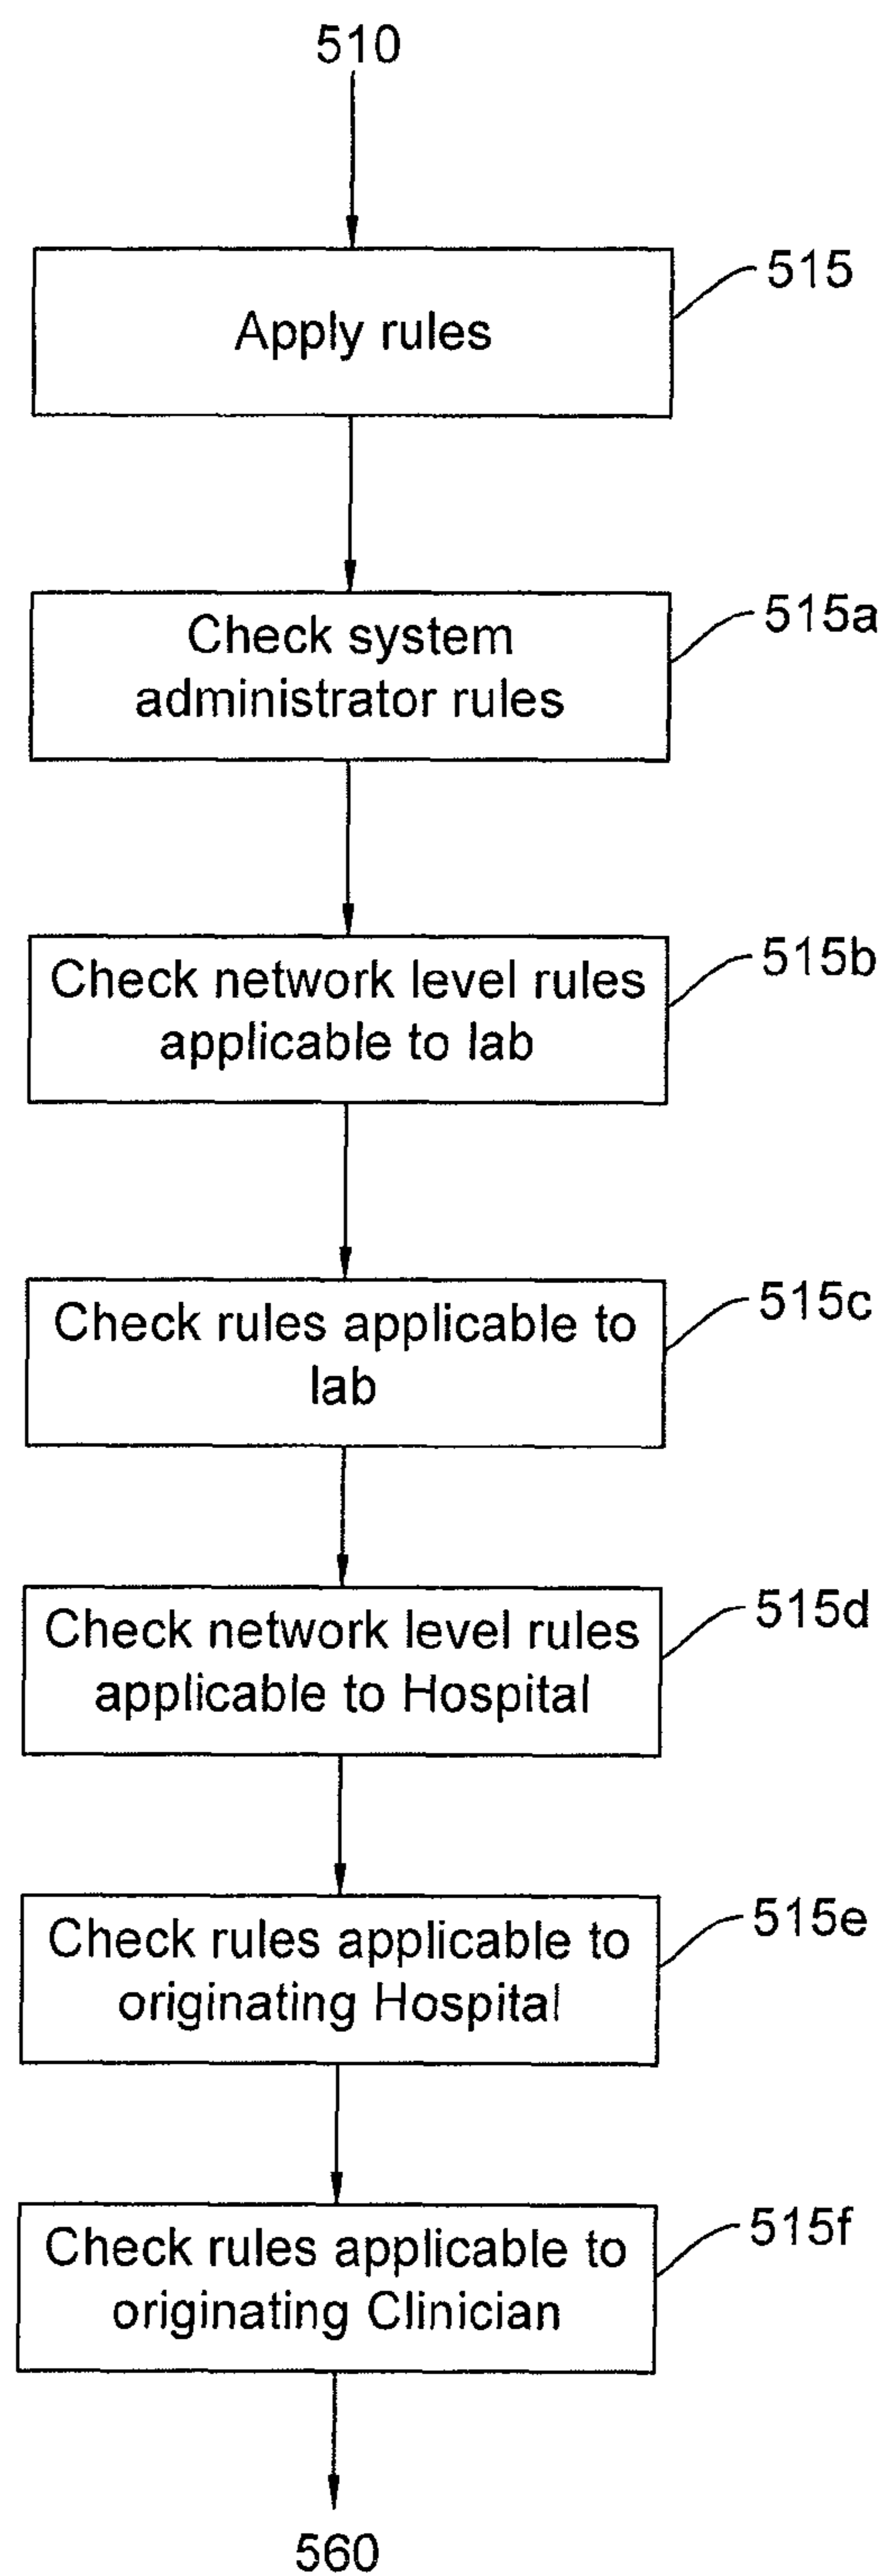 510
Apply rules
515
Check system
administrator rules
515a
Check network level rules
applicable to lab
515b
Check rules applicable to
lab
515c
Check network level rules
applicable to Hospital
515d
Check rules applicable to
originating Hospital
515e
Check rules applicable to
originating Clinician
515f
560